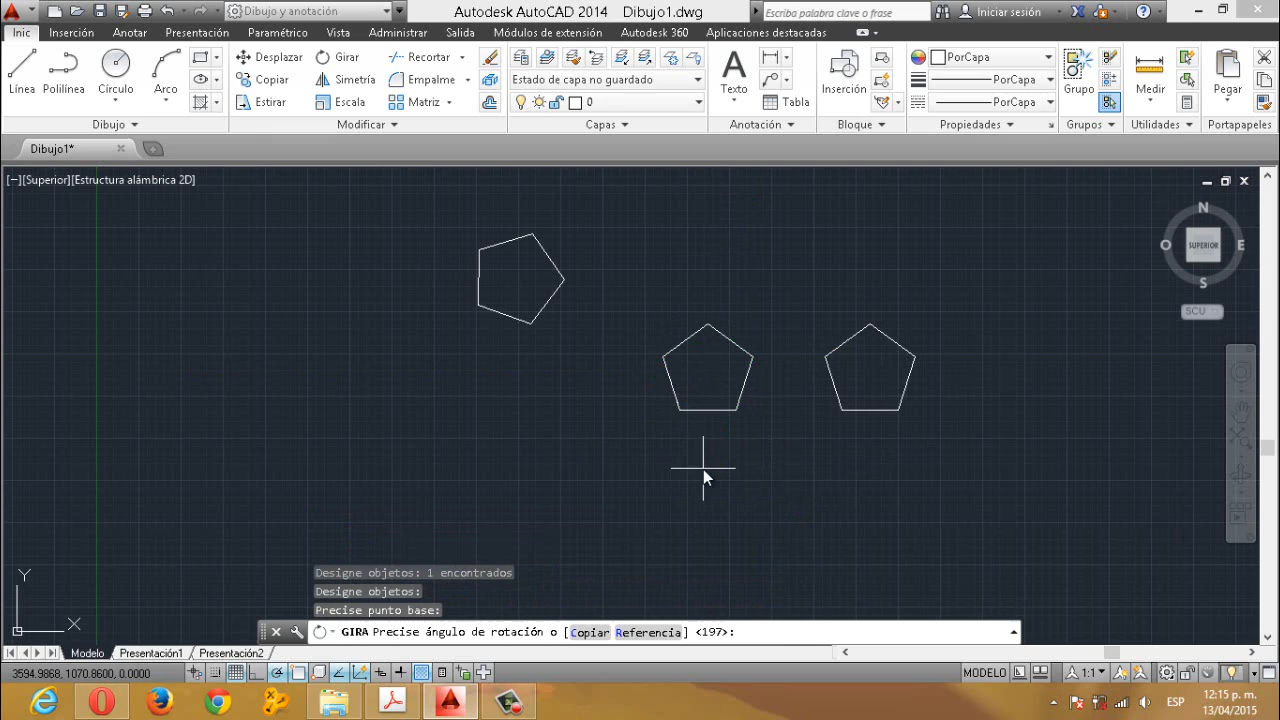 Dibujo y anotación
Autodesk AutoCAD 2014 Dibujo1.dwg
Escriba palabra clave o frase
Iniciar sesión
Inic Inserción Anotar Presentación Paramétrico Vista Administrar Salida Módulos de extensión Autodesk 360 Aplicaciones destacadas
Línea Polilínea Círculo Arco
Desplazar Girar Recortar
Copiar Simetría Empalme
Estirar Escala Matriz
Estado de capa no guardado
0
Texto
Tabla
Inserción
PorCapa
PorCapa
PorCapa
Grupo
Medir
Pegar
Dibujo Modificar Capas Anotación Bloque Propiedades Grupos Utilidades Portapapeles
Dibujo1*
[−][Superior][Estructura alámbrica 2D]
N
O SUPERIOR E
S
SCU
Y
X
Designe objetos: 1 encontrados
Designe objetos:
Precise punto base:
GIRA Precise ángulo de rotación o [Copiar Referencia] <197>:
Modelo Presentación1 Presentación2
3594.9868, 1070.8600, 0.0000
MODELO
1:1
ESP
12:15 p. m.
13/04/2015